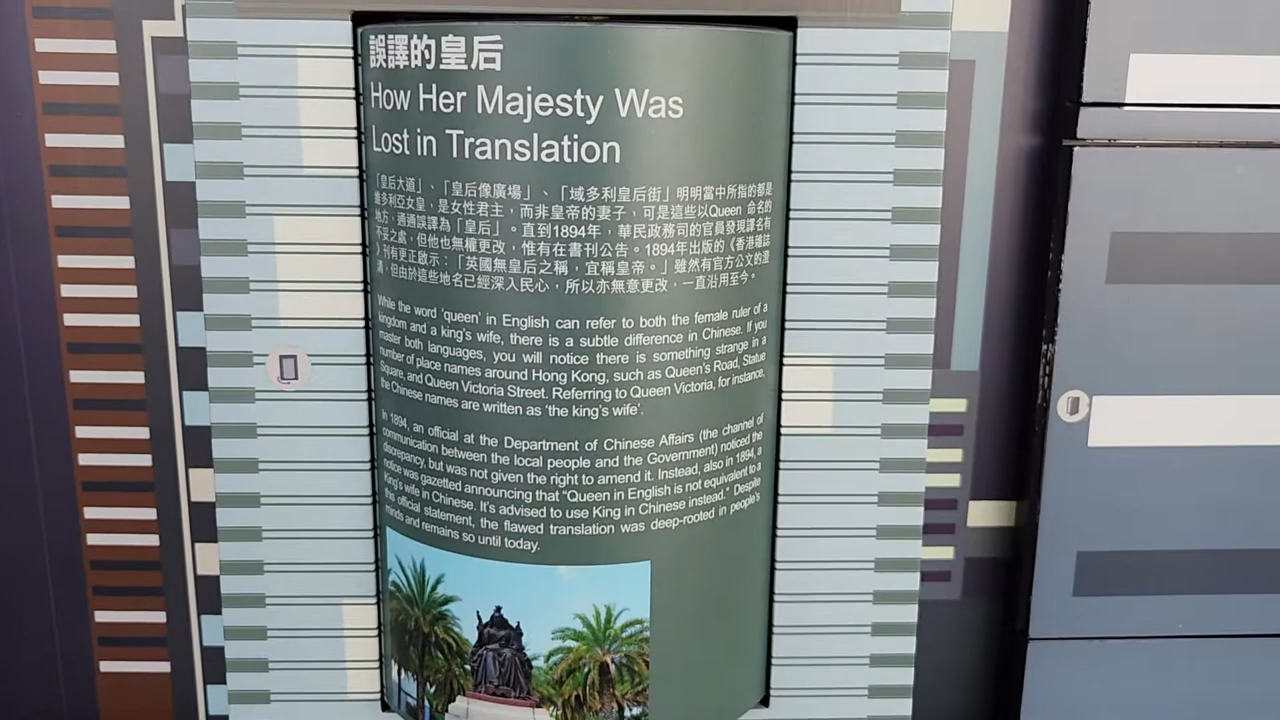 誤譯的皇后
How Her Majesty Was
Lost in Translation
「皇后大道」、「皇后像廣場」、「域多利皇后街」明明當中所指的都是
維多利亞女皇，是女性君主，而非皇帝的妻子，可是這些以Queen 命名的
地方，通通誤譯為「皇后」。直到1894年，華民政務司的官員發現譯名有
不妥之處，但他也無權更改，惟有在書刊公告。1894年出版的《香港雜誌
》刊有更正啟示：「英國無皇后之稱，宜稱皇帝。」雖然有官方公文的澄
清，但由於這些地名已經深入民心，所以亦無意更改，一直沿用至今。
While the word 'queen' in English can refer to both the female ruler of a
kingdom and a king's wife, there is a subtle difference in Chinese. If you
master both languages, you will notice there is something strange in a
number of place names around Hong Kong, such as Queen's Road, Statue
Square, and Queen Victoria Street. Referring to Queen Victoria, for instance,
the Chinese names are written as 'the king's wife'.
In 1894, an official at the Department of Chinese Affairs (the channel of
communication between the local people and the Government) noticed the
discrepancy, but was not given the right to amend it. Instead, also in 1894, a
notice was gazetted announcing that "Queen in English is not equivalent to a
King's wife in Chinese. It's advised to use King in Chinese instead." Despite
this official statement, the flawed translation was deep-rooted in people's
minds and remains so until today.